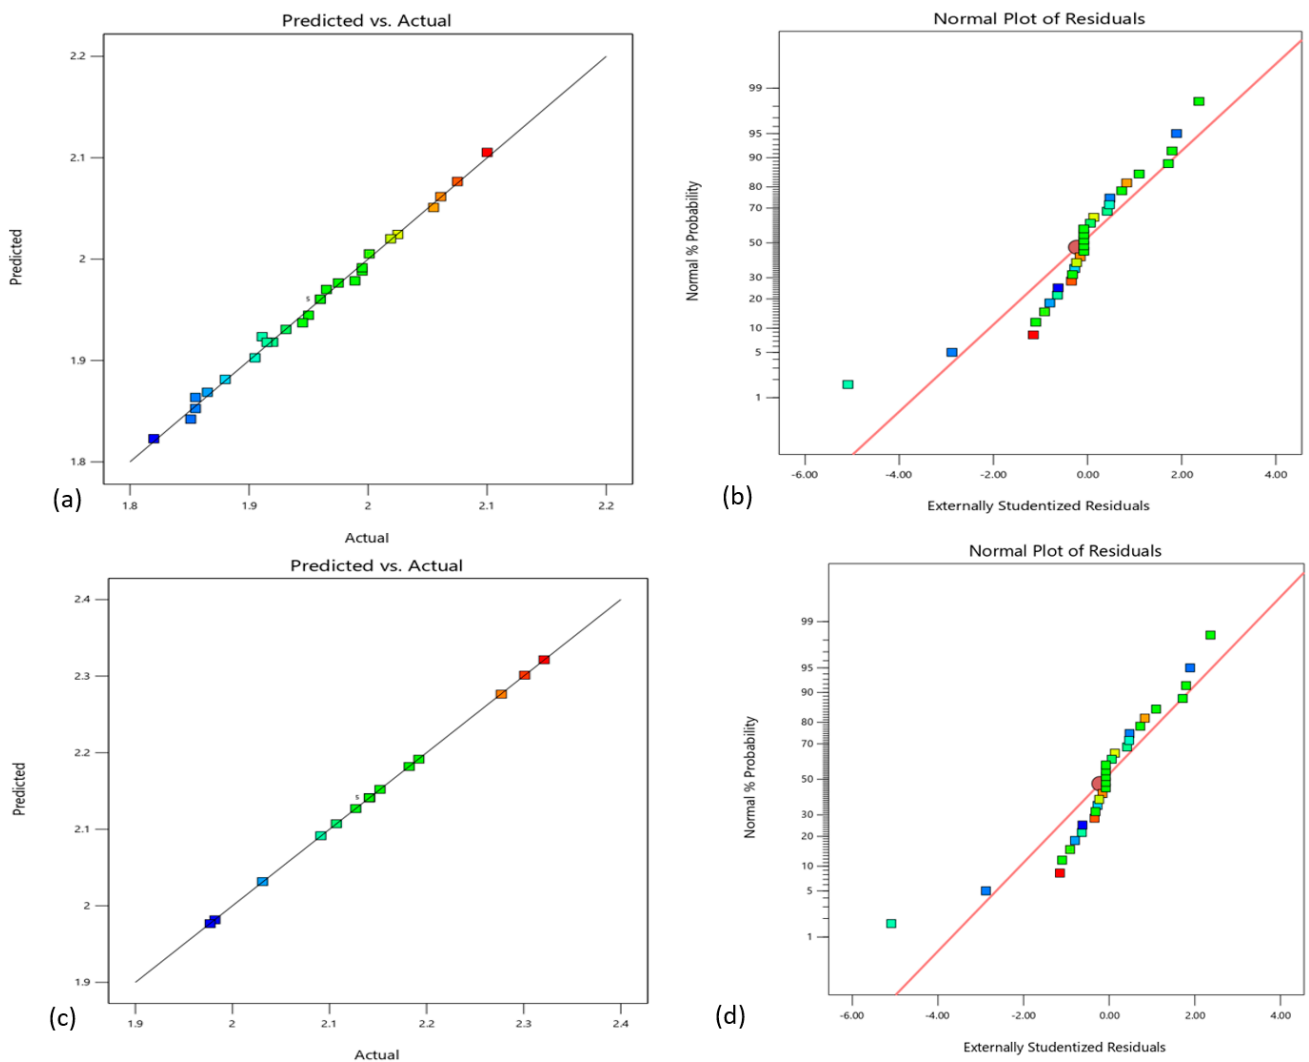 Predicted vs. Actual
2.2
2.1
2
1.9
1.8
Predicted
s
1.8 1.9 2 2.1 2.2
Actual
(a)
Normal Plot of Residuals
99
95
90
80
70
50
30
20
10
5
1
Normal % Probability
-6.00 -4.00 -2.00 0.00 2.00 4.00
Externally Studentized Residuals
(b)
Predicted vs. Actual
2.4
2.3
2.2
2.1
2
1.9
Predicted
s
1.9 2 2.1 2.2 2.3 2.4
Actual
(c)
Normal Plot of Residuals
99
95
90
80
70
50
30
20
10
5
1
Normal % Probability
-6.00 -4.00 -2.00 0.00 2.00 4.00
Externally Studentized Residuals
(d)